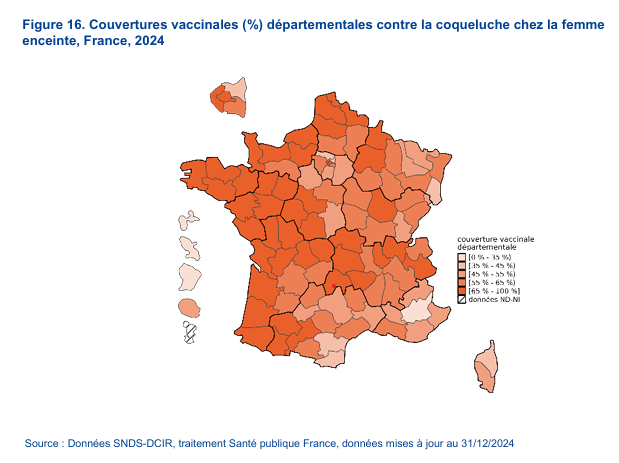 Figure 16. Couvertures vaccinales (%) départementales contre la coqueluche chez la femme
enceinte, France, 2024
couverture vaccinale
départementale
[0 % - 35 %)
[35 % - 45 %)
[45 % - 55 %)
[55 % - 65 %)
[65 % - 100 %]
données ND-NI
Source : Données SNDS-DCIR, traitement Santé publique France, données mises à jour au 31/12/2024